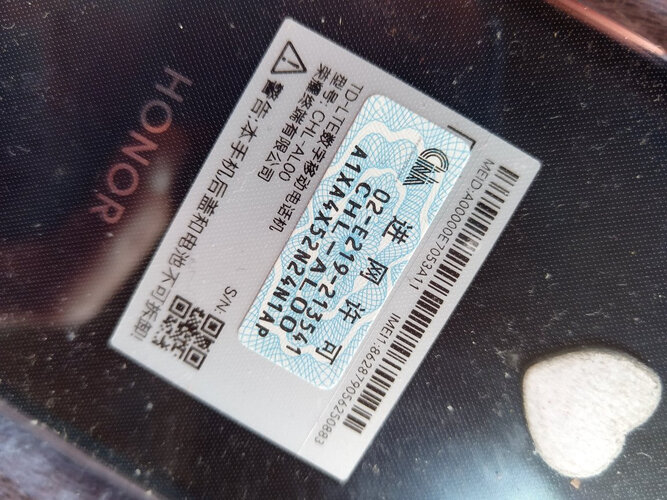 HONOR
TD-LTE数字移动电话机
型号: CHL-AL00
荣耀终端有限公司
警告:本手机后盖和电池不可拆卸!
S/N:
进网许可
02-E219-213541
CHL-AL00
A1XA4X52N24N1AP
MEID:A00000E7053A11
IMEI1:862879056250883